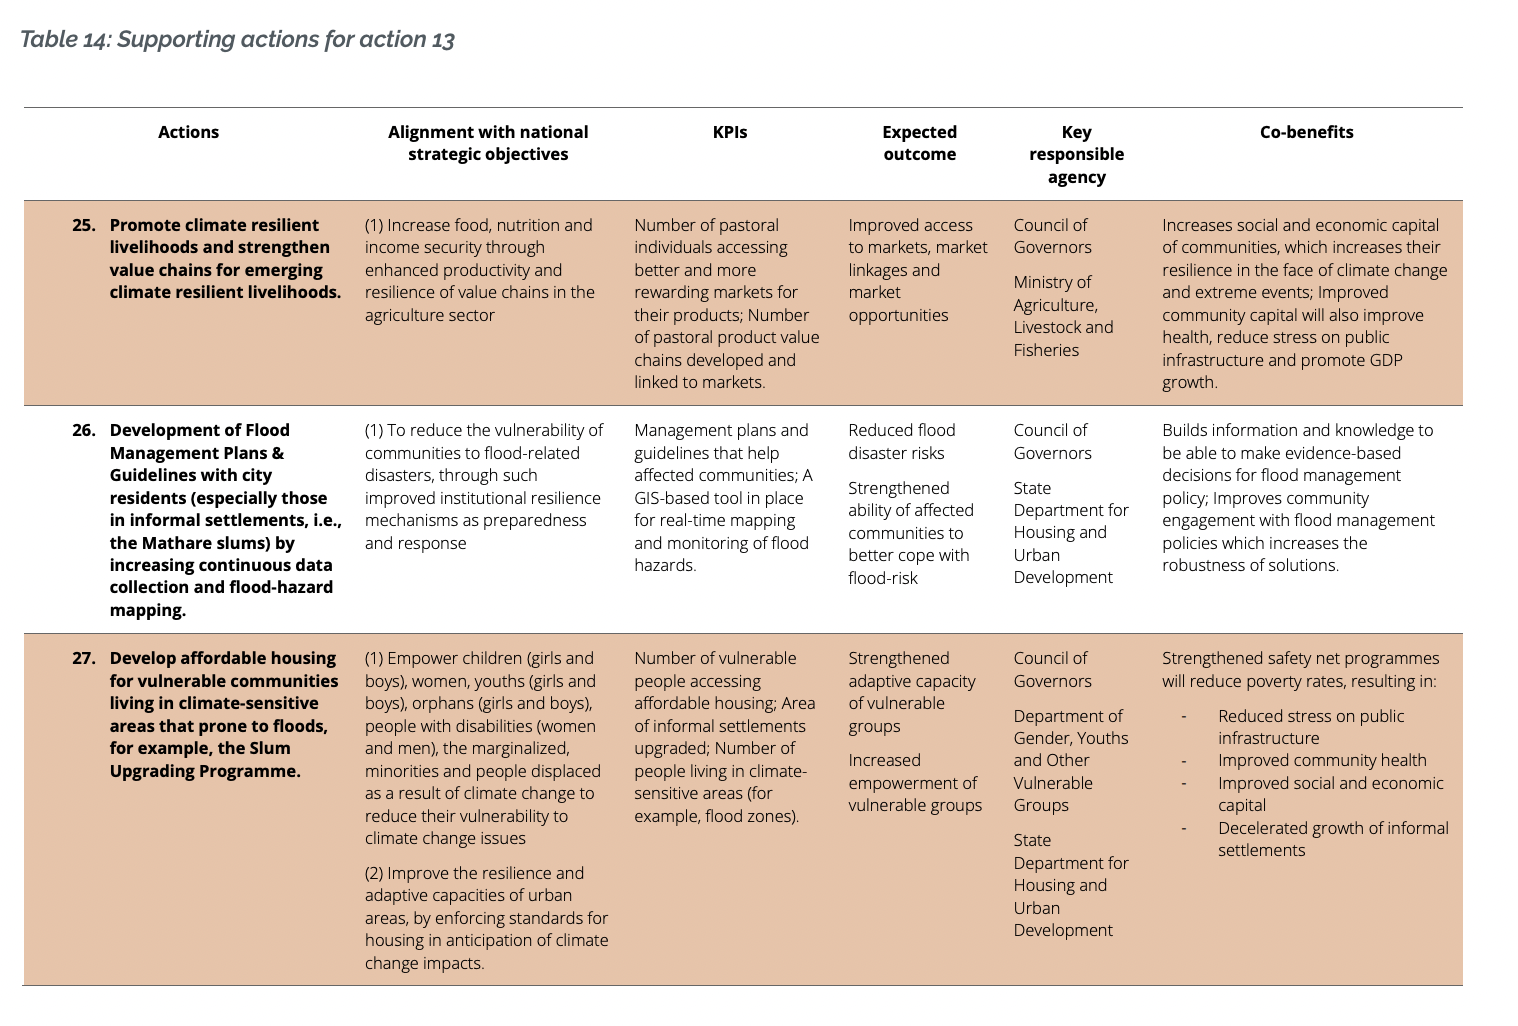 Table 14: Supporting actions for action 13
Actions
Alignment with national
strategic objectives
KPIs
Expected
outcome
Key
responsible
agency
Co-benefits
25. Promote climate resilient
livelihoods and strengthen
value chains for emerging
climate resilient livelihoods.
(1) Increase food, nutrition and
income security through
enhanced productivity and
resilience of value chains in the
agriculture sector
Number of pastoral
individuals accessing
better and more
rewarding markets for
their products; Number
of pastoral product value
chains developed and
linked to markets.
Improved access
to markets, market
linkages and
market
opportunities
Council of
Governors
Ministry of
Agriculture,
Livestock and
Fisheries
Increases social and economic capital
of communities, which increases their
resilience in the face of climate change
and extreme events; Improved
community capital will also improve
health, reduce stress on public
infrastructure and promote GDP
growth.
26. Development of Flood
Management Plans &
Guidelines with city
residents (especially those
in informal settlements, i.e.,
the Mathare slums) by
increasing continuous data
collection and flood-hazard
mapping.
(1) To reduce the vulnerability of
communities to flood-related
disasters, through such
improved institutional resilience
mechanisms as preparedness
and response
Management plans and
guidelines that help
affected communities; A
GIS-based tool in place
for real-time mapping
and monitoring of flood
hazards.
Reduced flood
disaster risks
Strengthened
ability of affected
communities to
better cope with
flood-risk
Council of
Governors
State
Department for
Housing and
Urban
Development
Builds information and knowledge to
be able to make evidence-based
decisions for flood management
policy; Improves community
engagement with flood management
policies which increases the
robustness of solutions.
27. Develop affordable housing
for vulnerable communities
living in climate-sensitive
areas that prone to floods,
for example, the Slum
Upgrading Programme.
(1) Empower children (girls and
boys), women, youths (girls and
boys), orphans (girls and boys),
people with disabilities (women
and men), the marginalized,
minorities and people displaced
as a result of climate change to
reduce their vulnerability to
climate change issues
(2) Improve the resilience and
adaptive capacities of urban
areas, by enforcing standards for
housing in anticipation of climate
change impacts.
Number of vulnerable
people accessing
affordable housing; Area
of informal settlements
upgraded; Number of
people living in climate-
sensitive areas (for
example, flood zones).
Strengthened
adaptive capacity
of vulnerable
groups
Increased
empowerment of
vulnerable groups
Council of
Governors
Department of
Gender, Youths
and Other
Vulnerable
Groups
State
Department for
Housing and
Urban
Development
Strengthened safety net programmes
will reduce poverty rates, resulting in:
- Reduced stress on public
infrastructure
- Improved community health
- Improved social and economic
capital
- Decelerated growth of informal
settlements